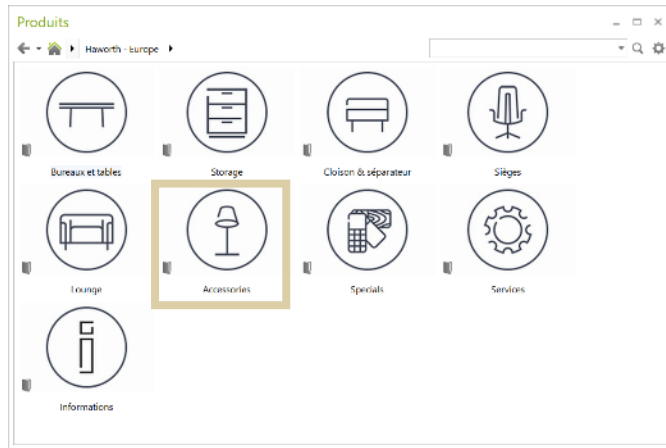 Produits
Haworth - Europe
Bureaux et tables
Storage
Cloison & séparateur
Sièges
Lounge
Accessories
Specials
Services
Informations